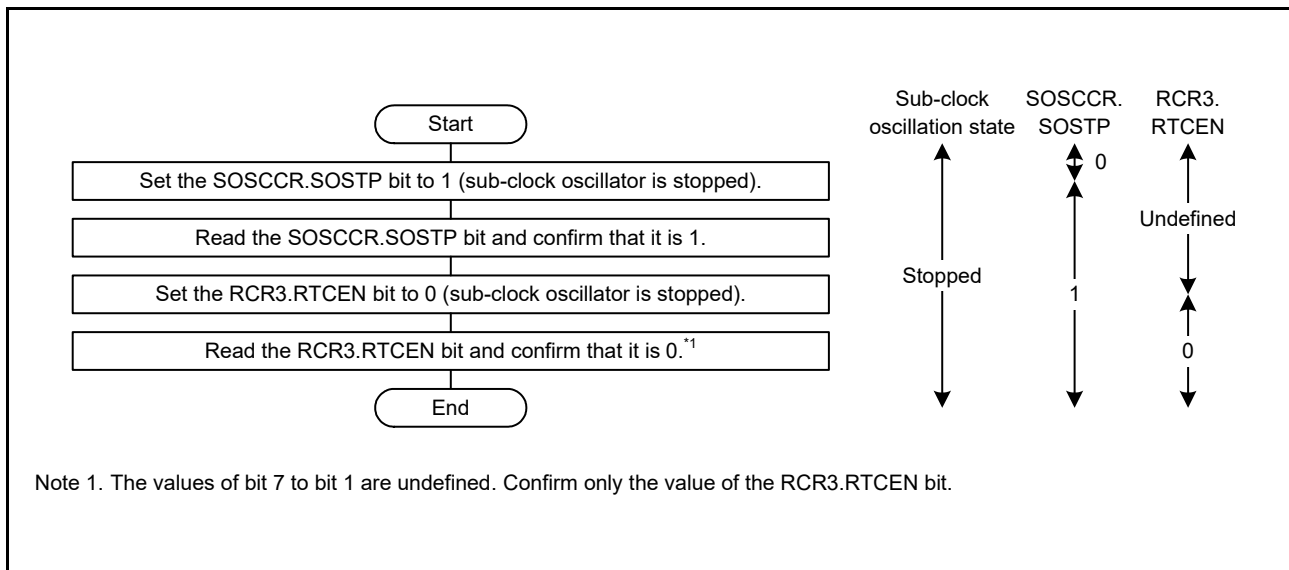 Start
Set the SOSCCR.SOSTP bit to 1 (sub-clock oscillator is stopped).
Read the SOSCCR.SOSTP bit and confirm that it is 1.
Set the RCR3.RTCEN bit to 0 (sub-clock oscillator is stopped).
Read the RCR3.RTCEN bit and confirm that it is 0.*1
End
Sub-clock
oscillation state
Stopped
SOSCCR.
SOSTP
0
1
RCR3.
RTCEN
Undefined
0
Note 1. The values of bit 7 to bit 1 are undefined. Confirm only the value of the RCR3.RTCEN bit.